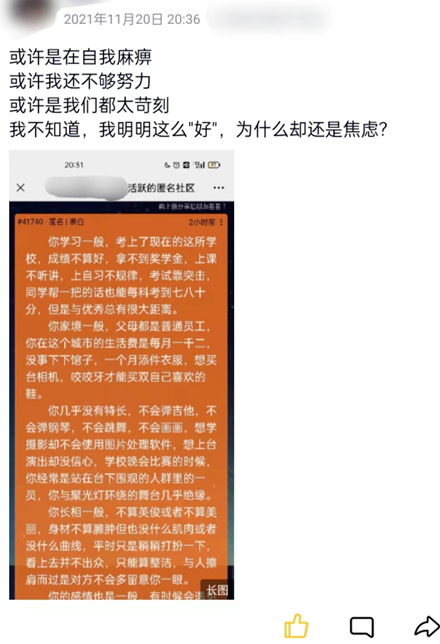 2021年11月20日 20:36
或许是在自我麻痹
或许我还不够努力
或许是我们都太苛刻
我不知道，我明明这么"好"，为什么却还是焦虑?
20:31
活跃的匿名社区
#41740 · 匿名 | 表白
2小时前
你学习一般，考上了现在的这所学
校，成绩不算好，拿不到奖学金，上课
不听讲，上自习不规律，考试靠突击，
同学帮一把的话也能每科考到七八十
分，但是与优秀总有很大距离。
你家境一般，父母都是普通员工，
你在这个城市的生活费是每月一千二，
没事下下馆子，一个月添件衣服，想买
台相机，咬咬牙才能买双自己喜欢的
鞋。
你几乎没有特长，不会弹吉他，不
会弹钢琴，不会跳舞，不会画画，想学
摄影却不会使用图片处理软件，想上台
演出却没信心，学校晚会比赛的时候，
你经常是站在台下围观的人群里的一
员，你与聚光灯环绕的舞台几乎绝缘。
你长相一般，不算英俊或者不算美
丽，身材不算臃肿但也没什么肌肉或者
没什么曲线，平时只是稍稍打扮一下，
看上去并不出众，只能算整洁，与人擦
肩而过是对方不会多留意你一眼。
你的感情也是一般，有时候会
长图